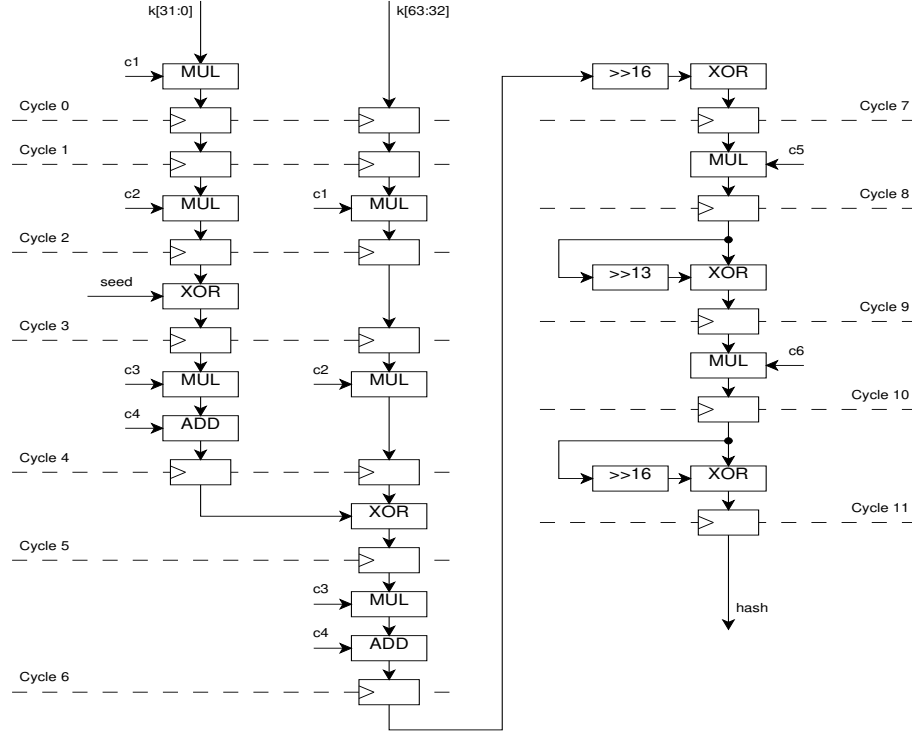 k[31:0]
k[63:32]
c1
MUL
>>16
XOR
Cycle 0
Cycle 7
Cycle 1
MUL
c5
c2
MUL
c1
MUL
Cycle 8
Cycle 2
seed
XOR
>>13
XOR
Cycle 3
Cycle 9
c3
MUL
c2
MUL
MUL
c6
c4
ADD
Cycle 10
Cycle 4
>>16
XOR
XOR
Cycle 11
Cycle 5
c3
MUL
hash
c4
ADD
Cycle 6